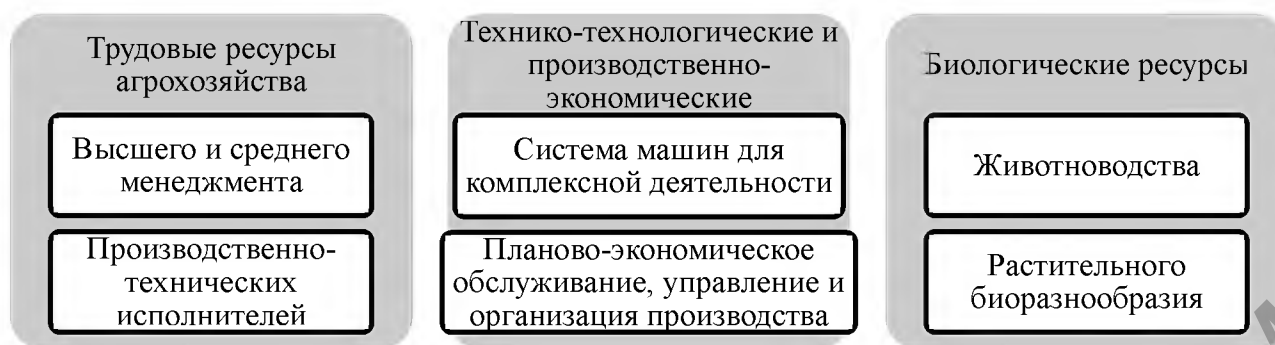 Трудовые ресурсы
агрохозяйства
Высшего и среднего
менеджмента
Производственно-
технических
исполнителей
Технико-технологические и
производственно-
экономические
Система машин для
комплексной деятельности
Планово-экономическое
обслуживание, управление и
организация производства
Биологические ресурсы
Животноводства
Растительного
биоразнообразия